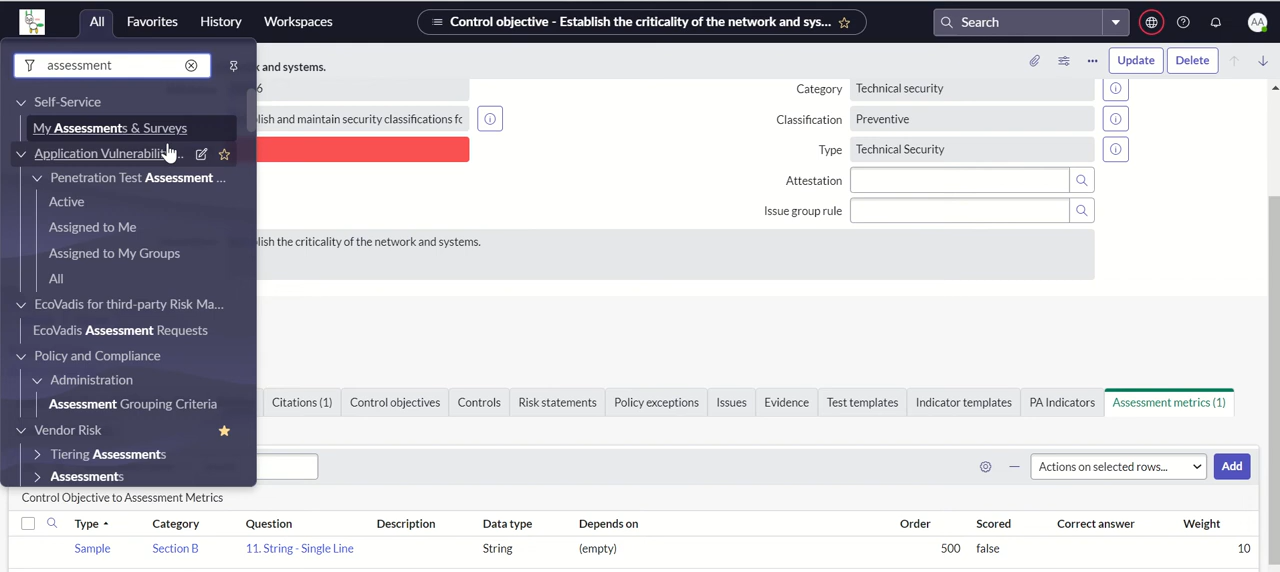 All
Favorites
History
Workspaces
Control objective - Establish the criticality of the network and sys...
Search
AA
assessment
k and systems.
Update
Delete
Self-Service
My Assessments & Surveys
Application Vulnerabilit...
Penetration Test Assessment ...
Active
Assigned to Me
Assigned to My Groups
All
EcoVadis for third-party Risk Ma...
EcoVadis Assessment Requests
Policy and Compliance
Administration
Assessment Grouping Criteria
Vendor Risk
Tiering Assessments
Assessments
6
Category
Technical security
lish and maintain security classifications fo
Classification
Preventive
Type
Technical Security
Attestation
Issue group rule
lish the criticality of the network and systems.
Citations (1)
Control objectives
Controls
Risk statements
Policy exceptions
Issues
Evidence
Test templates
Indicator templates
PA Indicators
Assessment metrics (1)
Actions on selected rows...
Add
Control Objective to Assessment Metrics
Type
Category
Question
Description
Data type
Depends on
Order
Scored
Correct answer
Weight
Sample
Section B
11. String - Single Line
String
(empty)
500
false
10